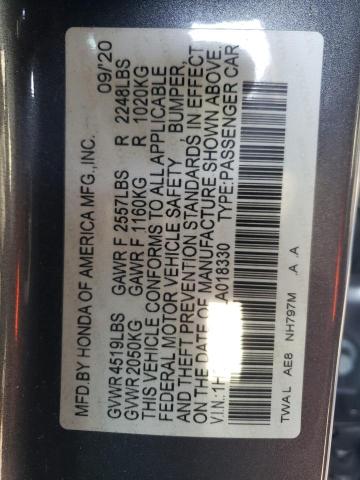 MFD.BY HONDA OF AMERICA MFG.,INC. 09/'20
GVWR 4519LBS GAWR F 2557LBS R 2248LBS
GVWR 2050KG GAWR F 1160KG R 1020KG
THIS VEHICLE CONFORMS TO ALL APPLICABLE
FEDERAL MOTOR VEHICLE SAFETY, BUMPER,
AND THEFT PREVENTION STANDARDS IN EFFECT
ON THE DATE OF MANUFACTURE SHOWN ABOVE.
V.I.N.: A018330 TYPE:PASSENGER CAR
TWA L AE8 NH797M .A .A